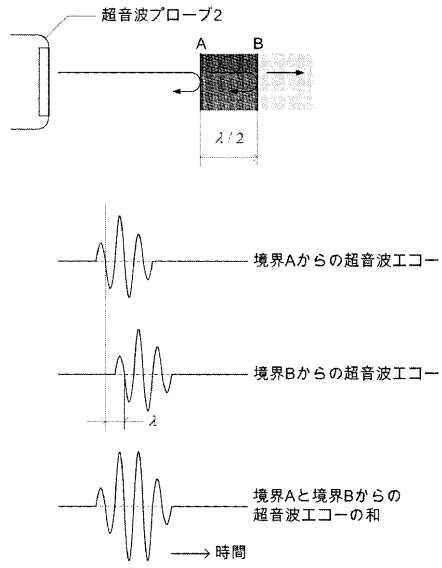 超音波プローブ2
A B
λ/2
境界Aからの超音波エコー
境界Bからの超音波エコー
λ
境界Aと境界Bからの
超音波エコーの和
時間